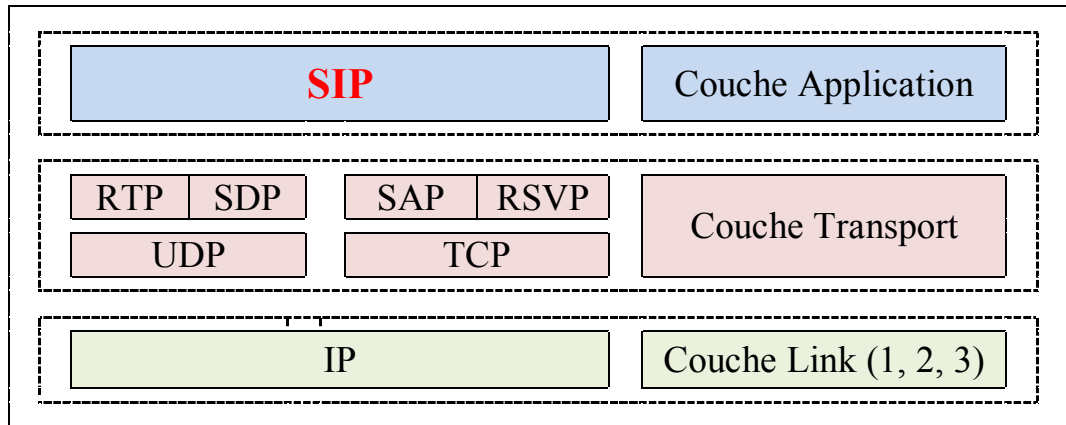 SIP Couche Application
RTP SDP SAP RSVP
Couche Transport
UDP TCP
IP Couche Link (1, 2, 3)